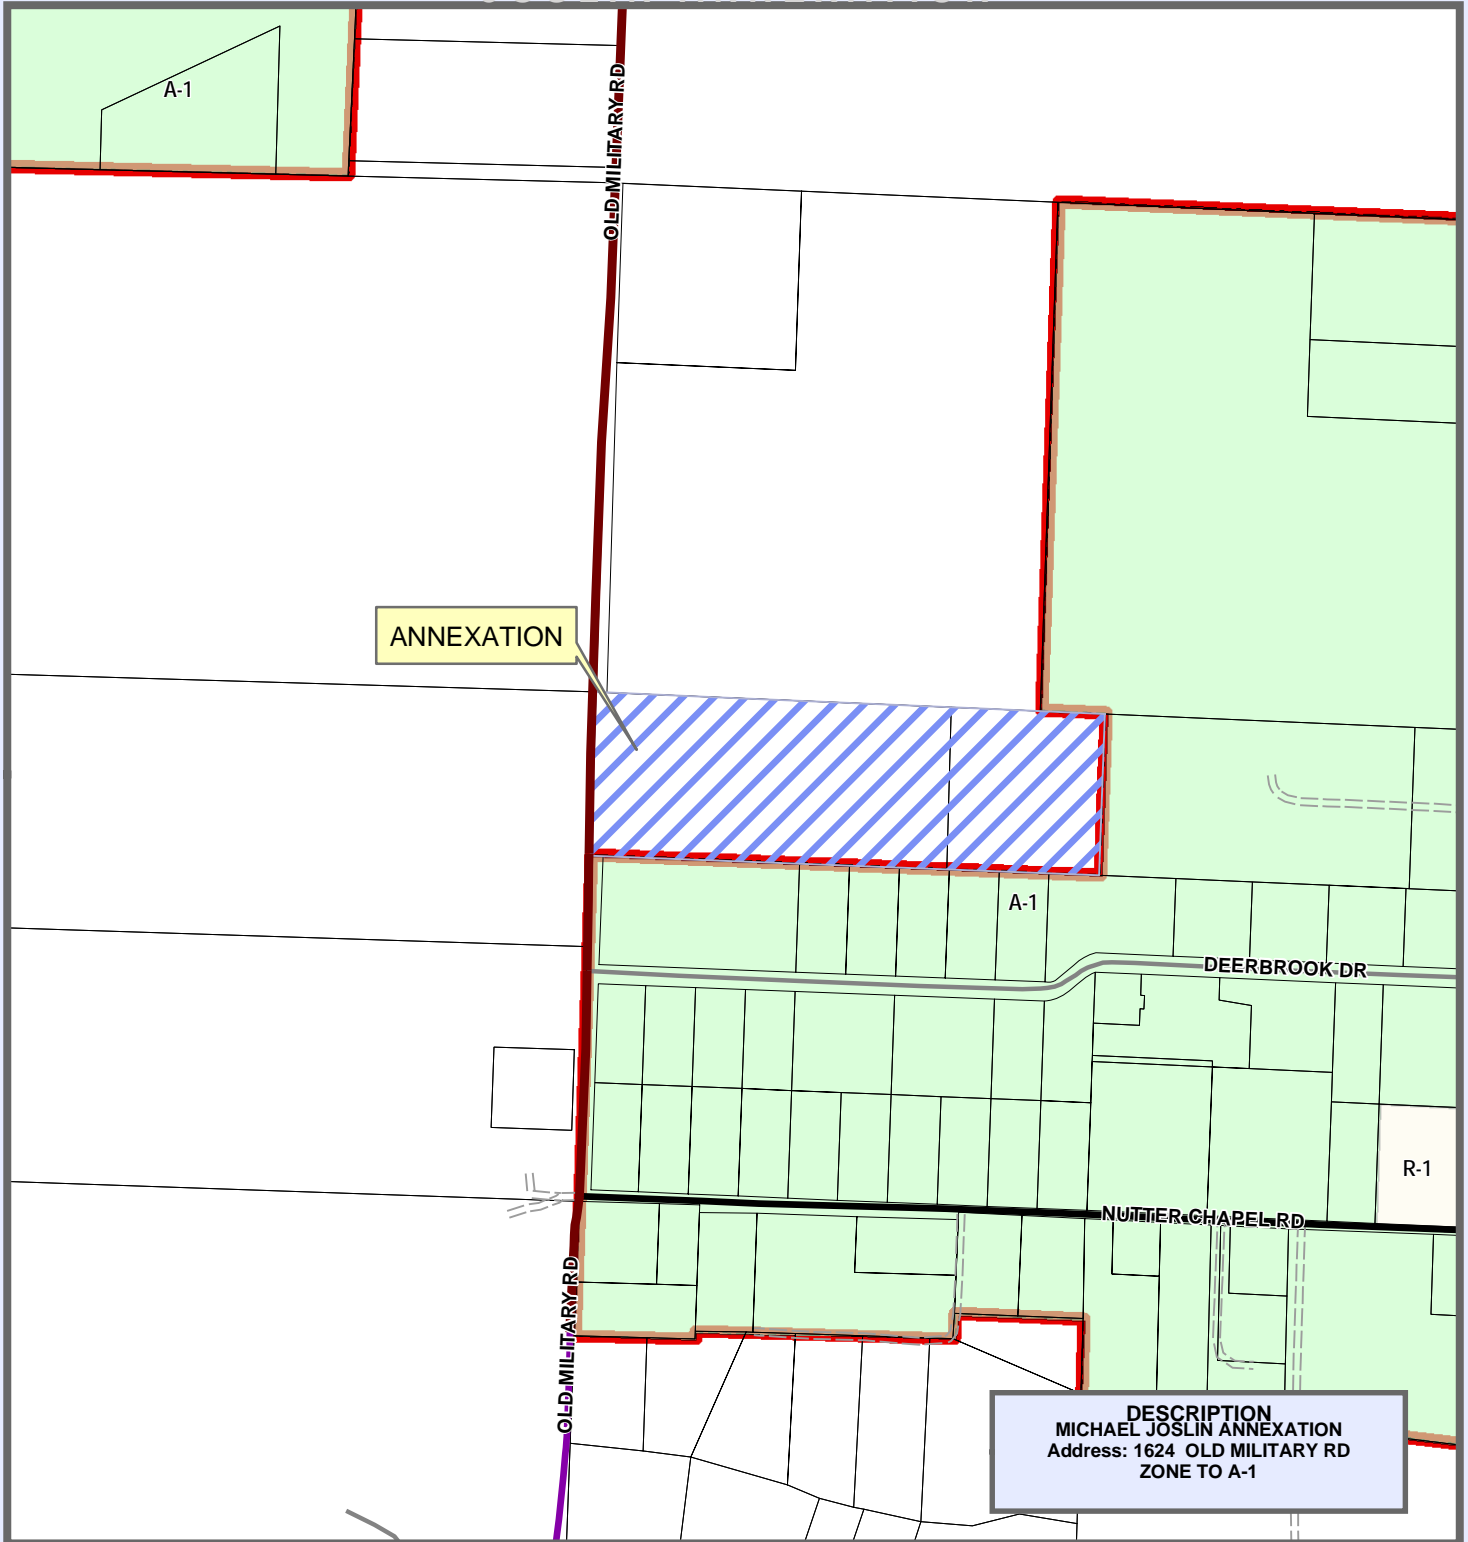 A-1
OLD MILITARY RD
ANNEXATION
A-1
DEERBROOK DR
R-1
NUTTER CHAPEL RD
OLD MILITARY RD
DESCRIPTION
MICHAEL JOSLIN ANNEXATION
Address: 1624 OLD MILITARY RD
ZONE TO A-1